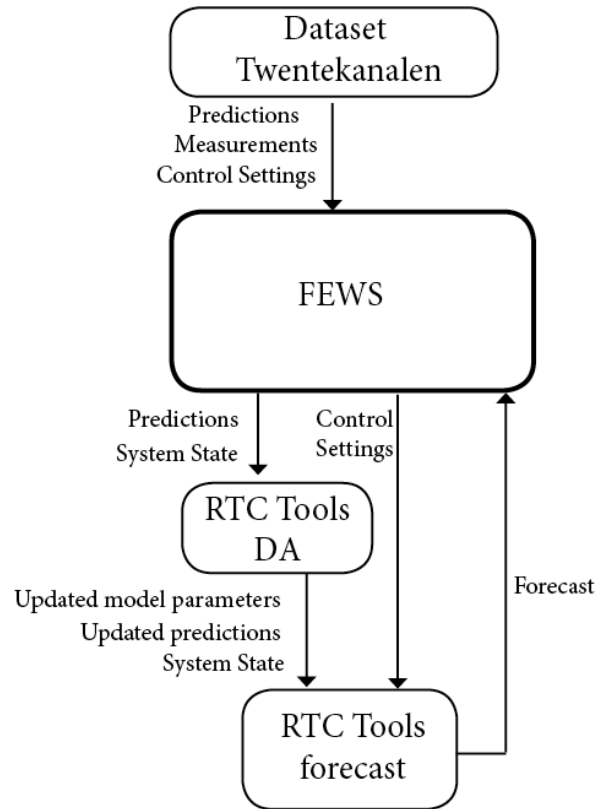 Dataset
Twentekanalen
Predictions
Measurements
Control Settings
FEWS
Predictions
System State
Control
Settings
RTC Tools
DA
Forecast
Updated model parameters
Updated predictions
System State
RTC Tools
forecast